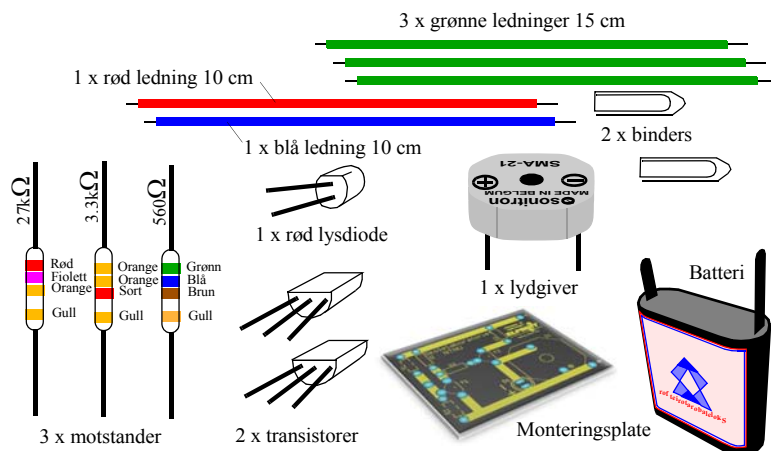 3 x grønne ledninger 15 cm
1 x rød ledning 10 cm
1 x blå ledning 10 cm
2 x binders
27kΩ
3.3kΩ
560Ω
Rød
Fiolett
Orange
Gull
Orange
Orange
Sort
Gull
Grønn
Blå
Brun
Gull
3 x motstander
1 x rød lysdiode
2 x transistorer
SMA-21
MADE IN BELGUM
sonitron
1 x lydgiver
Monteringsplate
Batteri